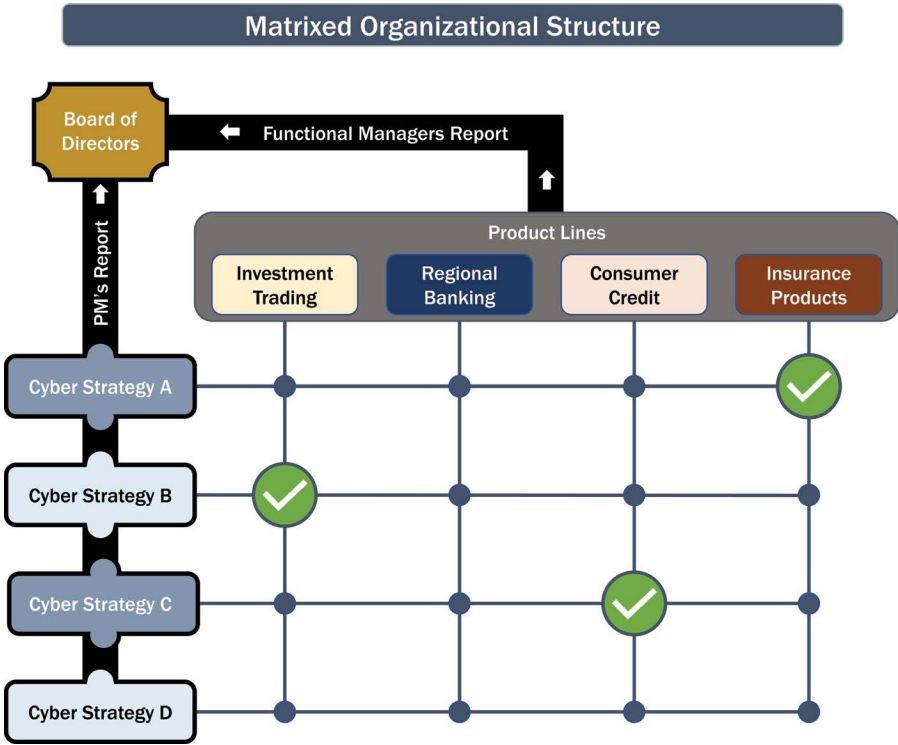 Matrixed Organizational Structure
Board of
Directors
Functional Managers Report
PM's Report
Product Lines
Investment
Trading
Regional
Banking
Consumer
Credit
Insurance
Products
Cyber Strategy A
Cyber Strategy B
Cyber Strategy C
Cyber Strategy D